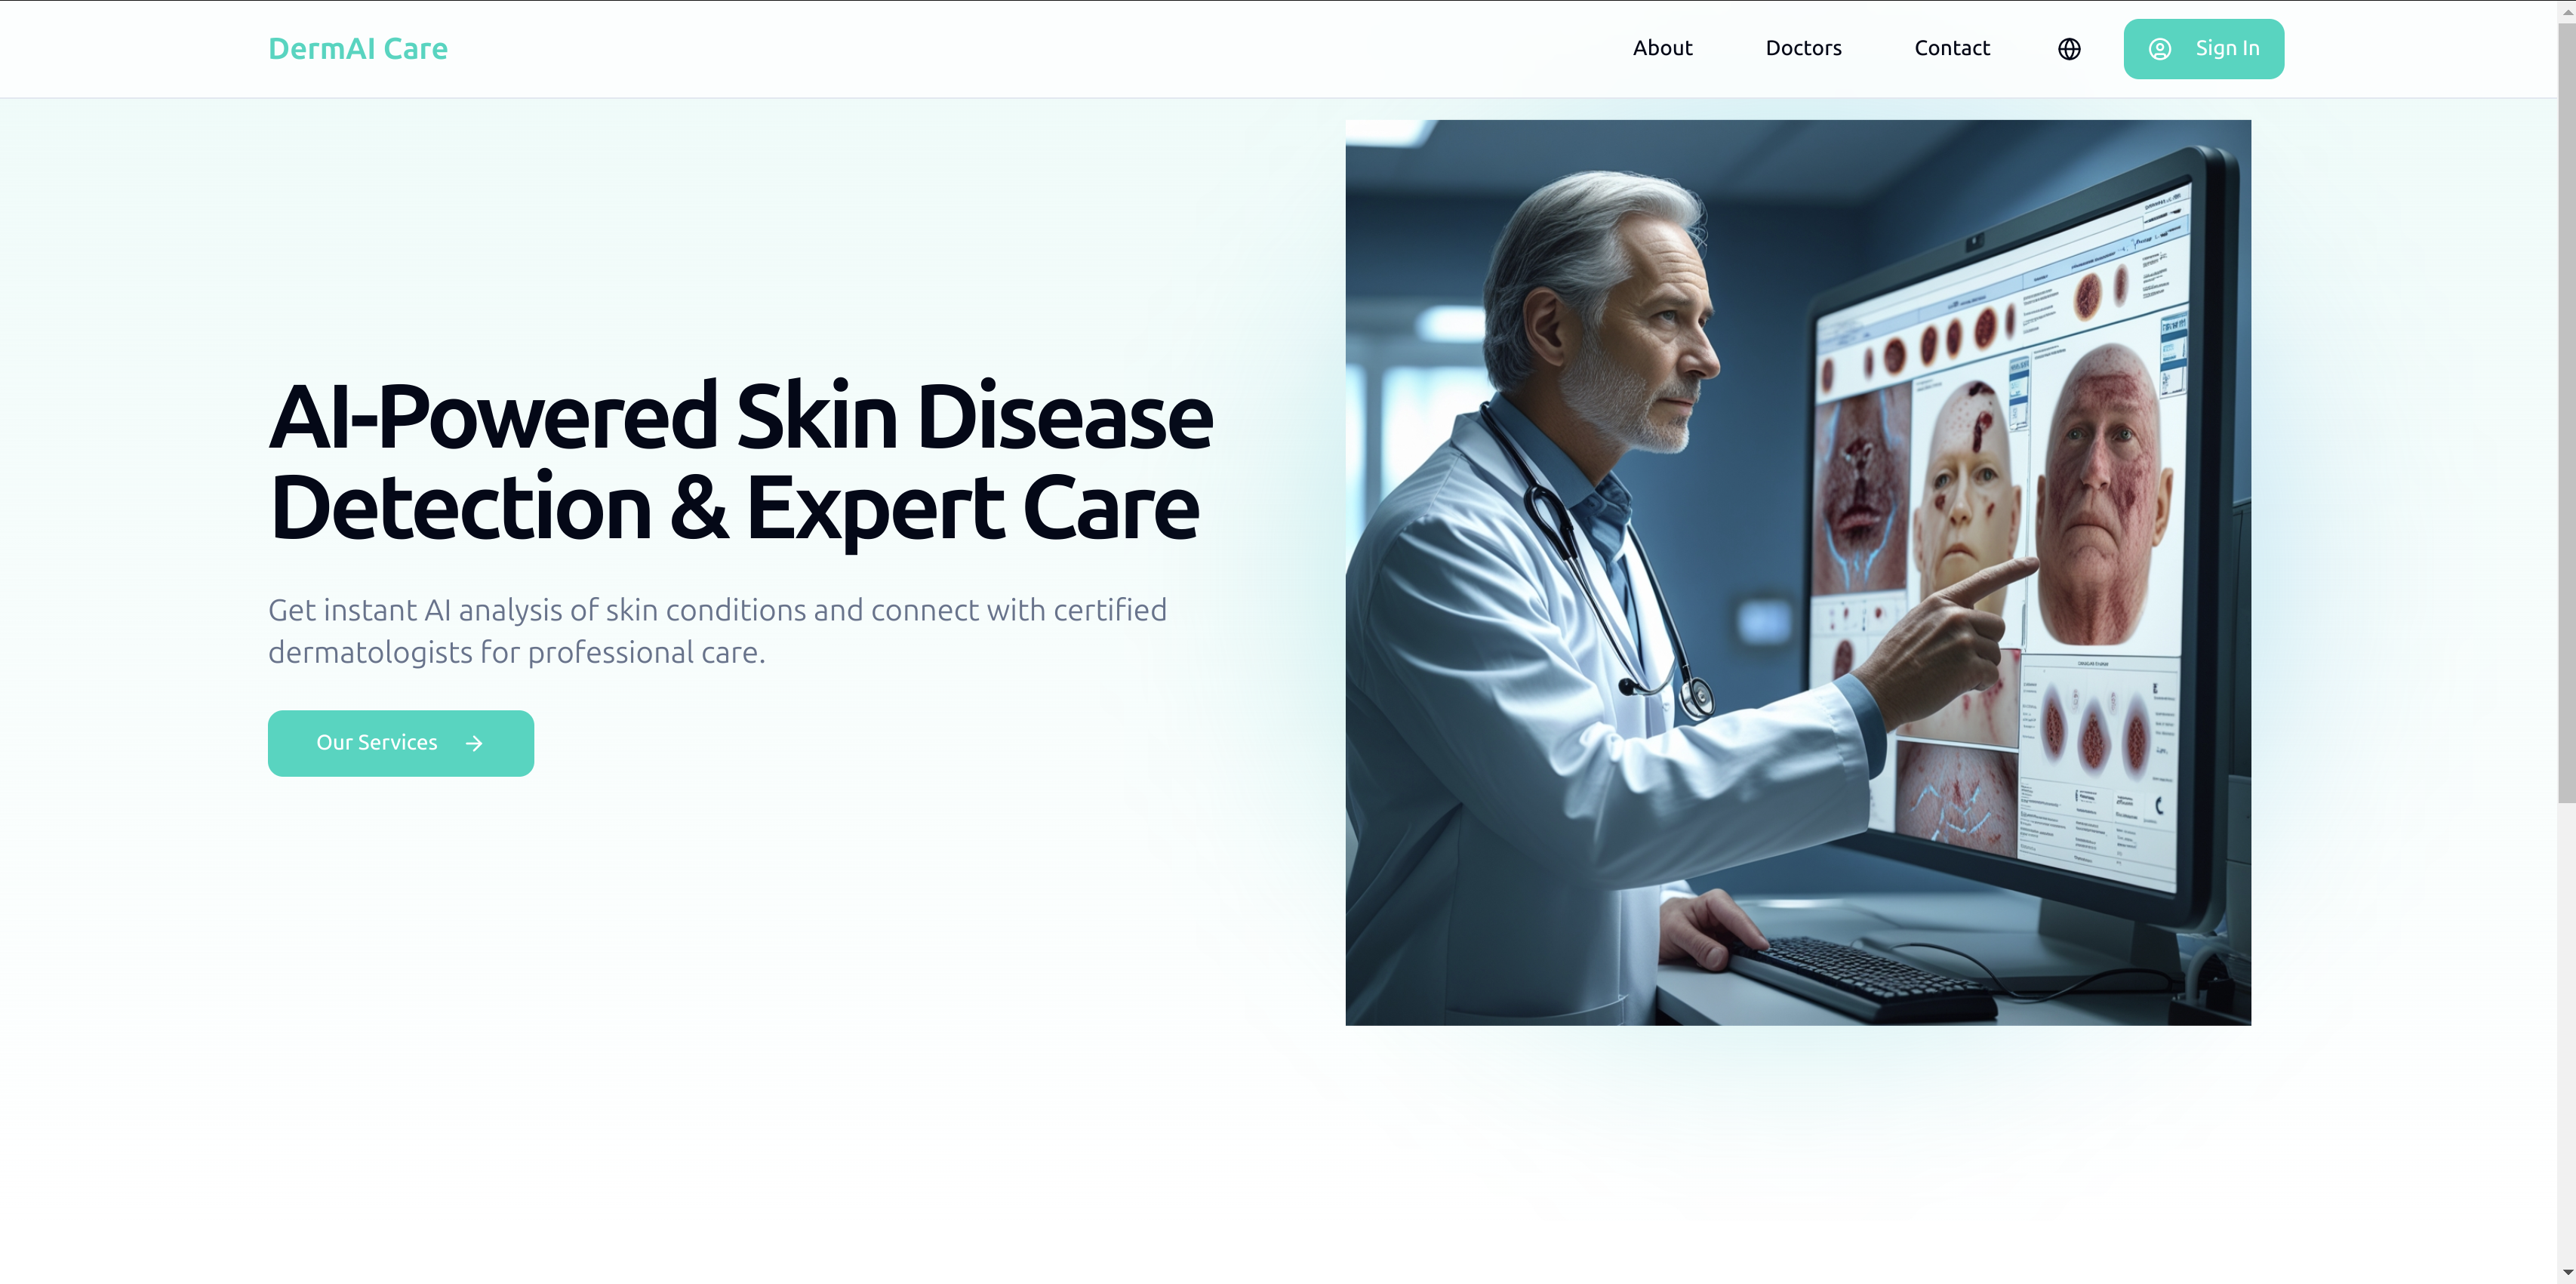 DermAI Care
About
Doctors
Contact
Sign In
AI-Powered Skin Disease
Detection & Expert Care
Get instant AI analysis of skin conditions and connect with certified
dermatologists for professional care.
Our Services